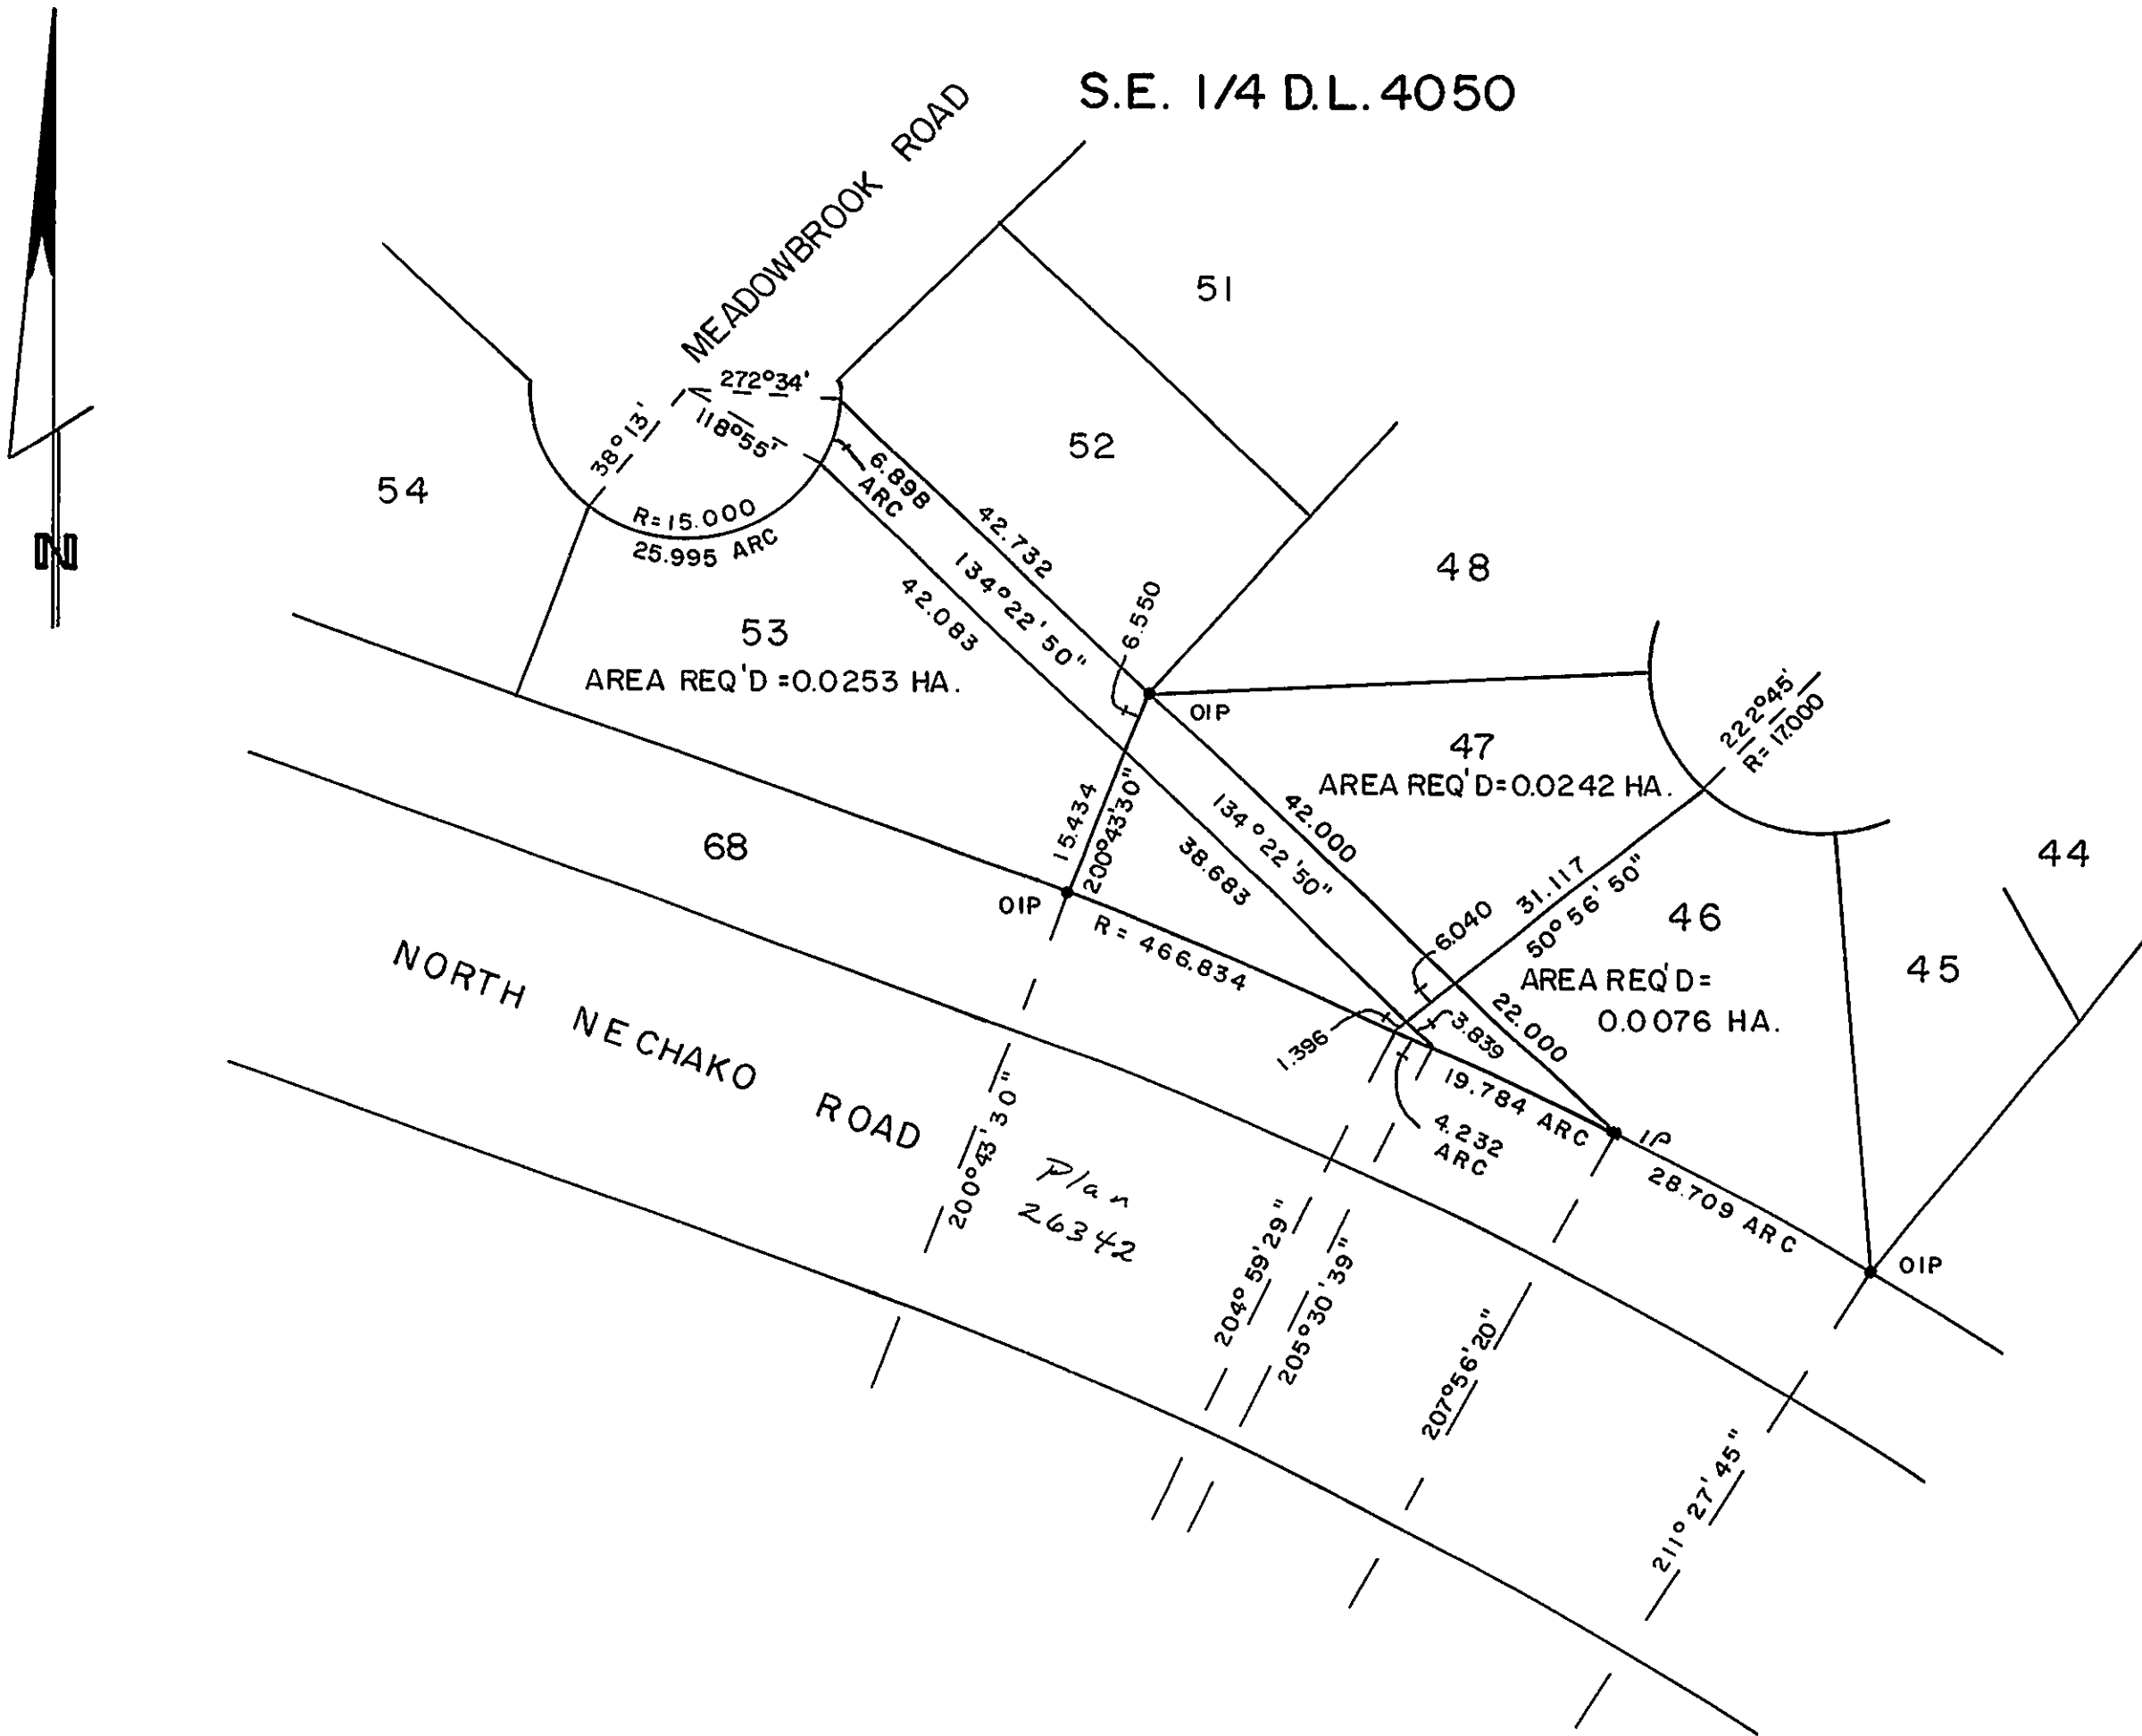 S.E. 1/4 D.L. 4050
MEADOWBROOK ROAD
51
272°34'
118°55'
38°13'
52
54
6.898
ARC
R=15.000
25.995 ARC
42.732
134°22'50"
42.083
48
6.550
53
AREA REQ'D =0.0253 HA.
N
OIP
222°45'
R=17.000
47
AREA REQ'D=0.0242 HA.
15.434
200°43'30"
42.000
134°22'50"
38.683
68
44
OIP
R= 466.834
31.117
50°56'50"
6.040
46
AREA REQ'D=
0.0076 HA.
45
NORTH NECHAKO ROAD
22.000
3.839
1.396
19.784 ARC
4.232
ARC
IP
28.709 ARC
OIP
200°43'30"
Plan
26342
204°59'29"
205°30'39"
207°56'20"
211°27'45"